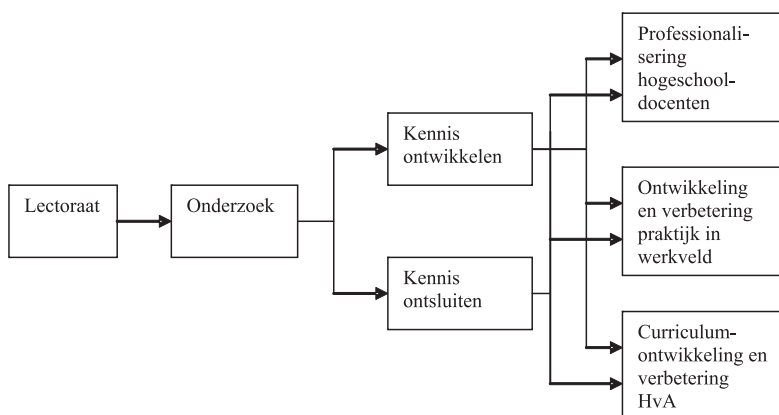 Lectoraat
Onderzoek
Kennis
ontwikkelen
Kennis
ontsluiten
Professionali-
sering
hogeschool-
docenten
Ontwikkeling
en verbetering
praktijk in
werkveld
Curriculum-
ontwikkeling en
verbetering
HvA